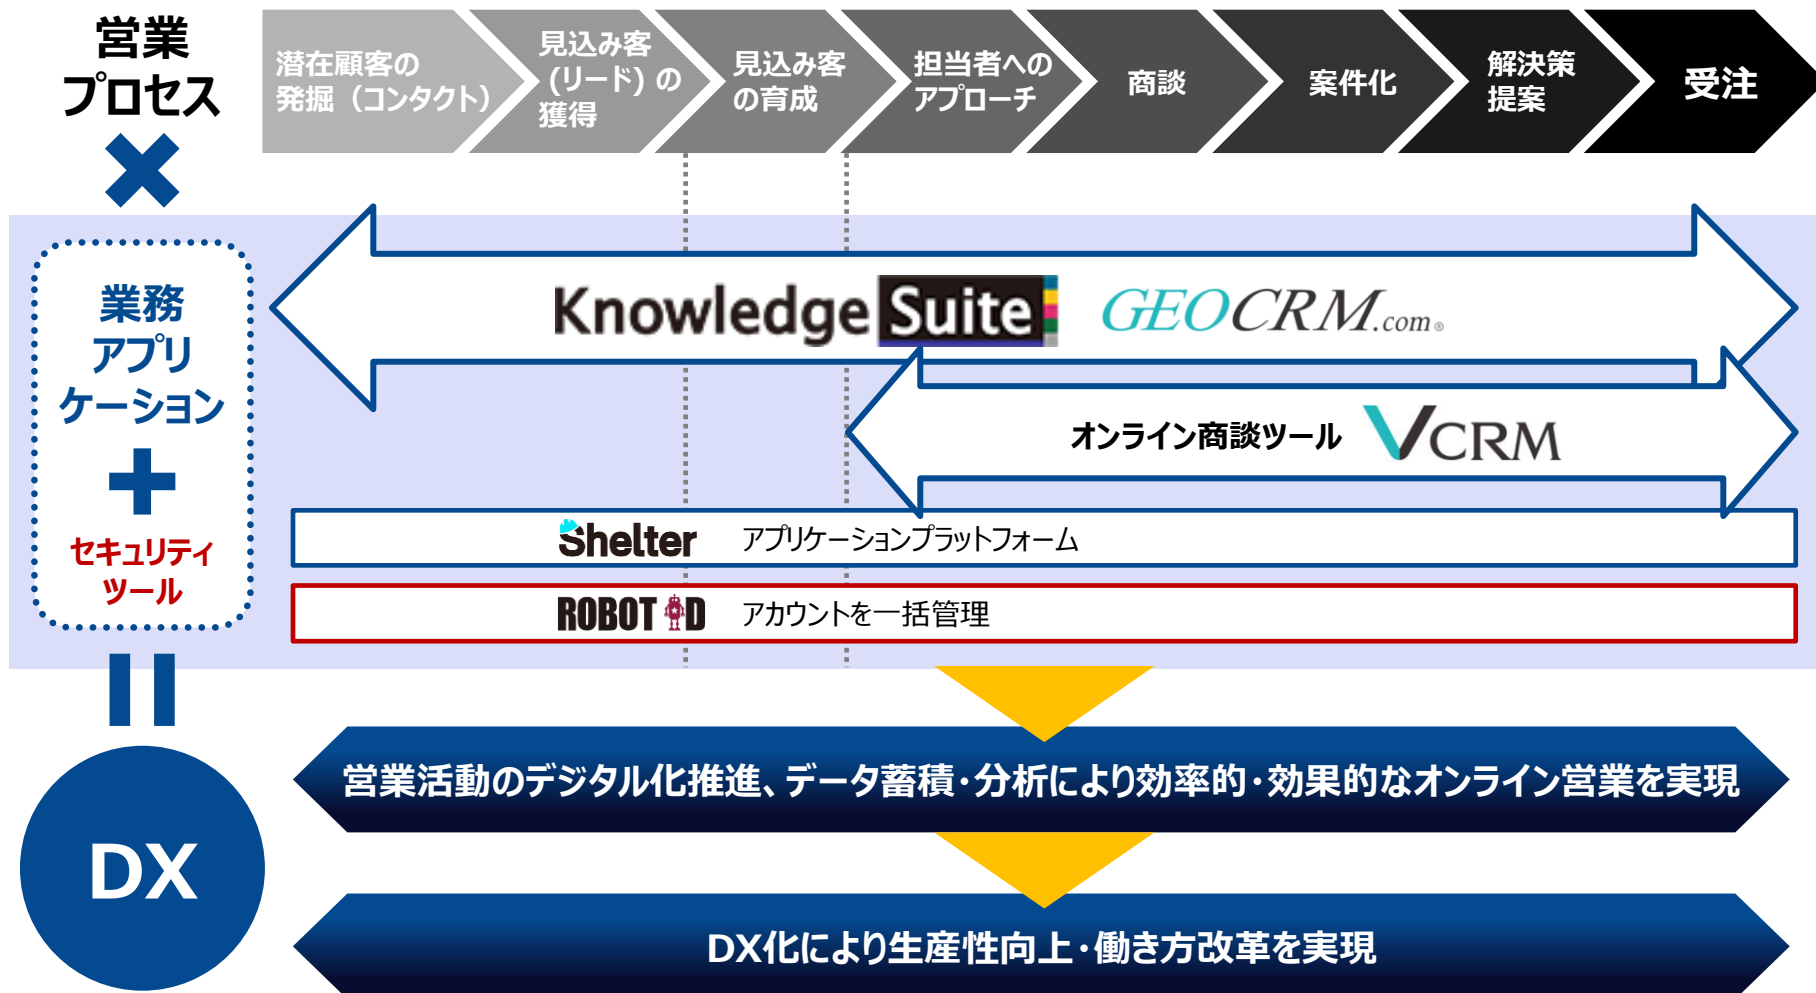 営業
プロセス
潜在顧客の
発掘（コンタクト）
見込み客
(リード) の
獲得
見込み客
の育成
担当者への
アプローチ
商談
案件化
解決策
提案
受注
業務
アプリ
ケーション
セキュリティ
ツール
Knowledge Suite
GEOCRM.com®
オンライン商談ツール VCRM
Shelter アプリケーションプラットフォーム
ROBOT ID アカウントを一括管理
DX
営業活動のデジタル化推進、データ蓄積・分析により効率的・効果的なオンライン営業を実現
DX化により生産性向上・働き方改革を実現